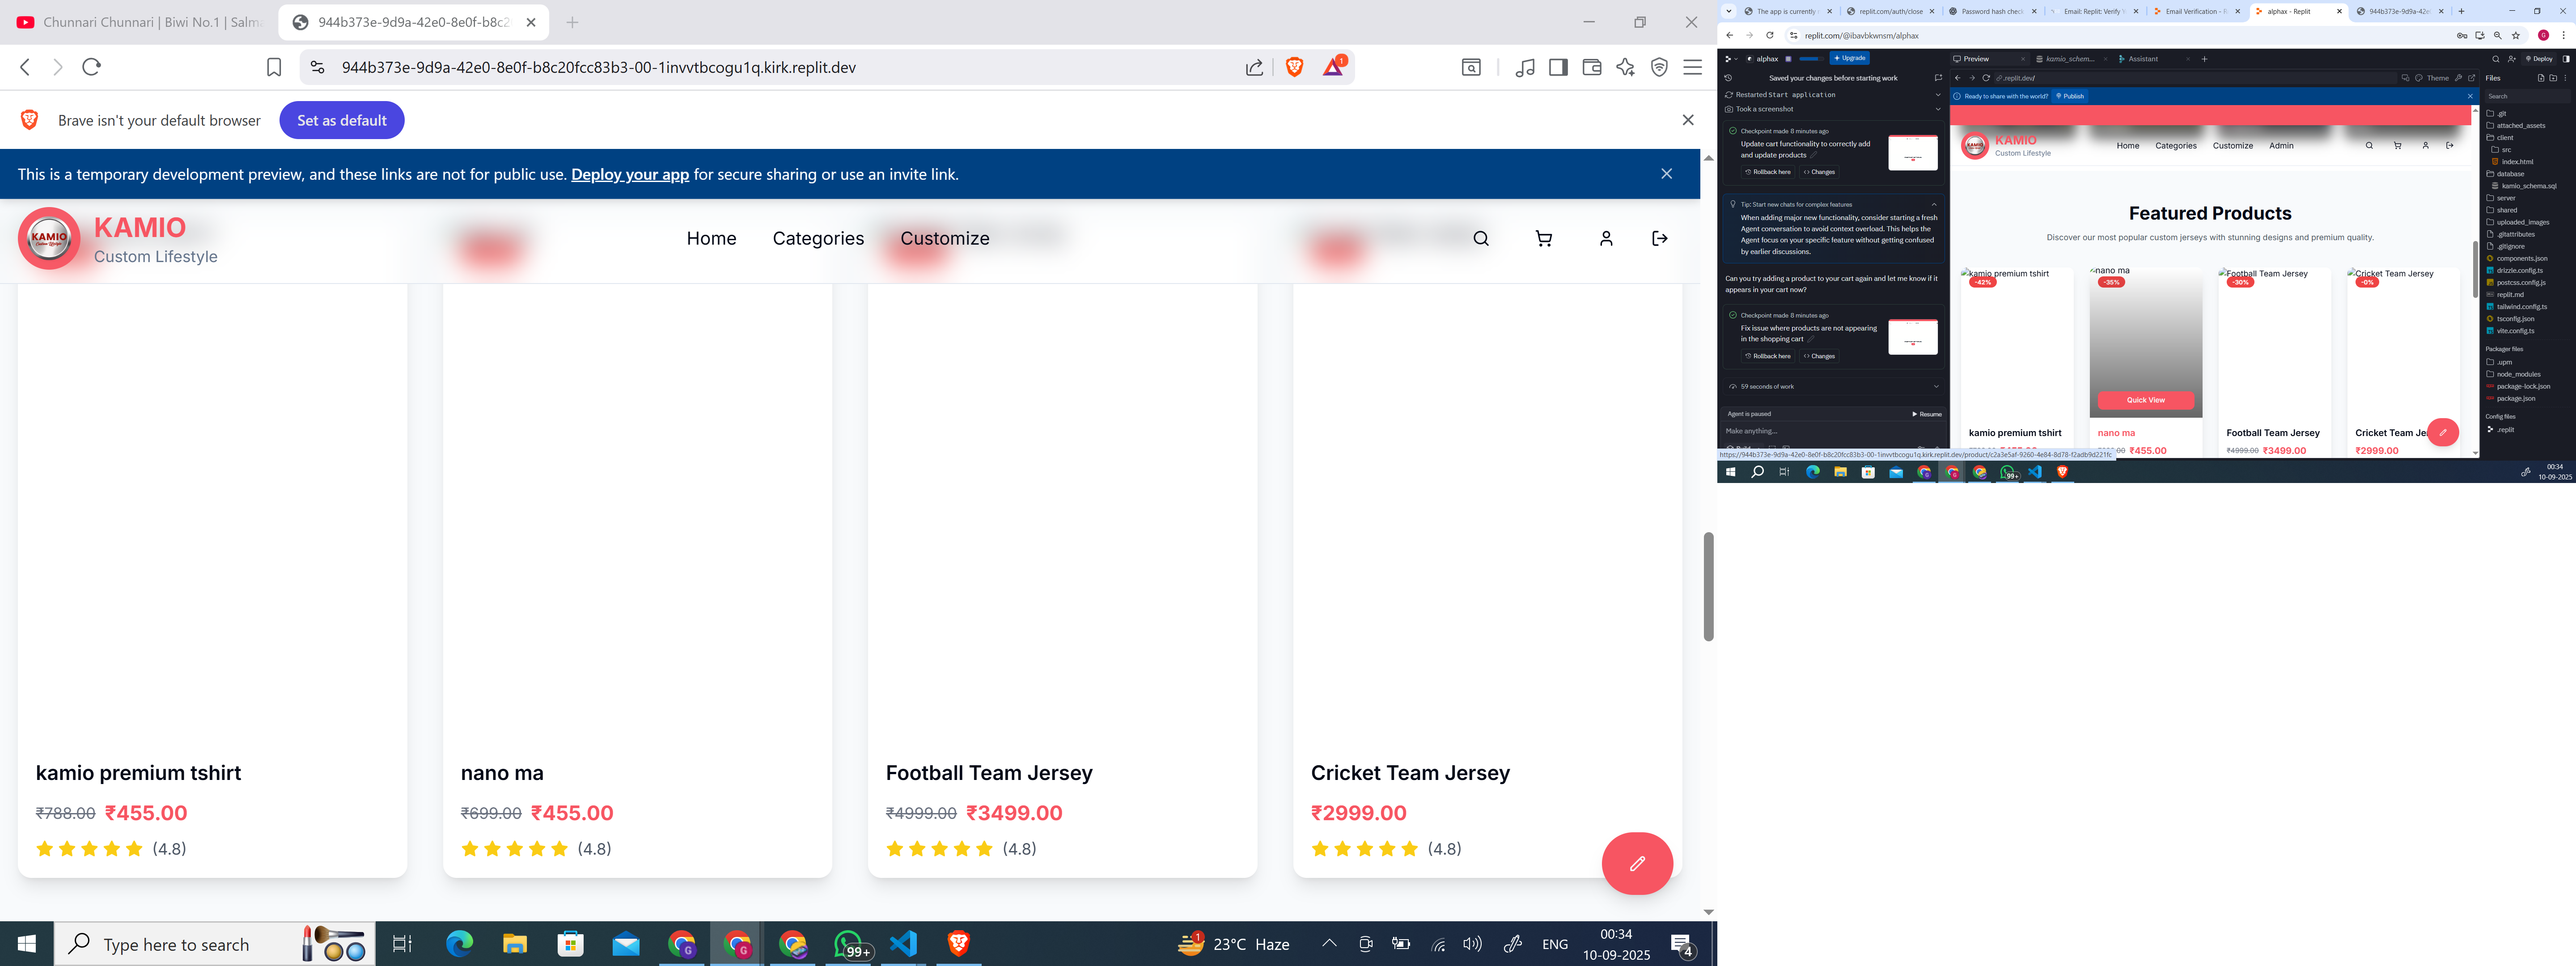 Chunnari Chunnari | Biwi No.1 | Salm
944b373e-9d9a-42e0-8e0f-b8c2
944b373e-9d9a-42e0-8e0f-b8c20fcc83b3-00-1invvtbcogu1q.kirk.replit.dev
1
Brave isn't your default browser
Set as default
This is a temporary development preview, and these links are not for public use. Deploy your app for secure sharing or use an invite link.
KAMIO
KAMIO
Custom Lifestyle
Home
Categories
Customize
kamio premium tshirt
₹788.00 ₹455.00
(4.8)
nano ma
₹699.00 ₹455.00
(4.8)
Football Team Jersey
₹4999.00 ₹3499.00
(4.8)
Cricket Team Jersey
₹2999.00
(4.8)
Type here to search
99+
1
23°C Haze
ENG
00:34
10-09-2025
4
The app is currently
replit.com/auth/close
Password hash check
Email: Replit: Verify
Email Verification - R
alphax - Replit
944b373e-9d9a-42e
replit.com/@ibavbkwnsm/alphax
G
alphax
Upgrade
Saved your changes before starting work
Restarted Start application
Took a screenshot
Checkpoint made 8 minutes ago
Update cart functionality to correctly add
and update products
Rollback here
Changes
Tip: Start new chats for complex features
When adding major new functionality, consider starting a fresh
Agent conversation to avoid context overload. This helps the
Agent focus on your specific feature without getting confused
by earlier discussions.
Can you try adding a product to your cart again and let me know if it
appears in your cart now?
Checkpoint made 8 minutes ago
Fix issue where products are not appearing
in the shopping cart
Rollback here
Changes
59 seconds of work
Agent is paused
Resume
Make anything...
https://944b373e-9d9a-42e0-8e0f-b8c20fcc83b3-00-1invvtbcogu1q.kirk.replit.dev/product/c2a3e5af-9260-4e84-8d78-f2adb9d221fc
Preview
kamio_schem...
Assistant
Deploy
.replit.dev/
Theme
Ready to share with the world?
Publish
KAMIO
Custom Lifestyle
Home
Categories
Customize
Admin
Featured Products
Discover our most popular custom jerseys with stunning designs and premium quality.
kamio premium tshirt
-42%
nano ma
-35%
Football Team Jersey
-30%
Cricket Team Jersey
-0%
Quick View
kamio premium tshirt
nano ma
₹455.00
Football Team Jersey
₹4999.00 ₹3499.00
Cricket Team Je
₹2999.00
Files
Search
.git
attached_assets
client
src
index.html
database
kamio_schema.sql
server
shared
uploaded_images
.gitattributes
.gitignore
components.json
drizzle.config.ts
postcss.config.js
replit.md
tailwind.config.ts
tsconfig.json
vite.config.ts
Packager files
.upm
node_modules
package-lock.json
package.json
Config files
.replit
99+
00:34
10-09-2025